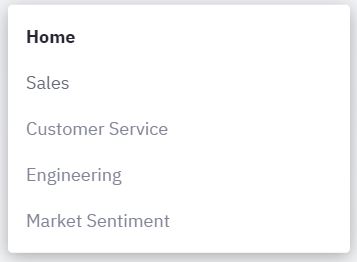 Home
Sales
Customer Service
Engineering
Market Sentiment